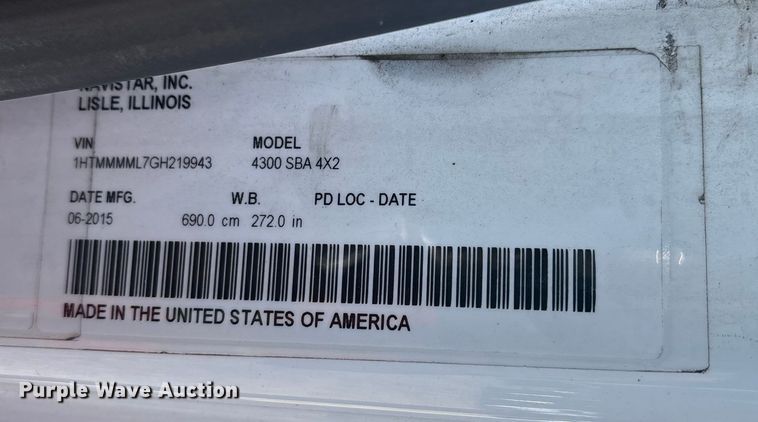 NAVISTAR, INC.
LISLE, ILLINOIS
VIN MODEL
1HTMMMML7GH219943 4300 SBA 4X2
DATE MFG. W.B. PD LOC - DATE
06-2015 690.0 cm 272.0 in
MADE IN THE UNITED STATES OF AMERICA
Purple Wave Auction